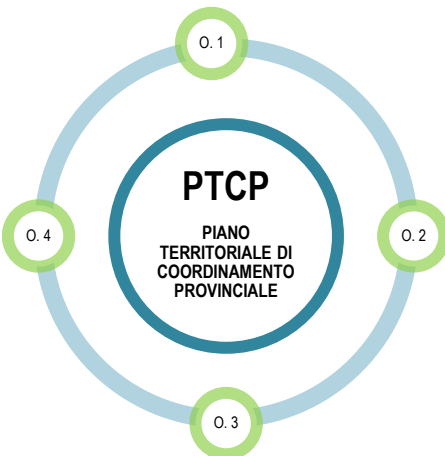 O. 1
PTCP
PIANO
TERRITORIALE DI
COORDINAMENTO
PROVINCIALE
O. 4
O. 2
O. 3